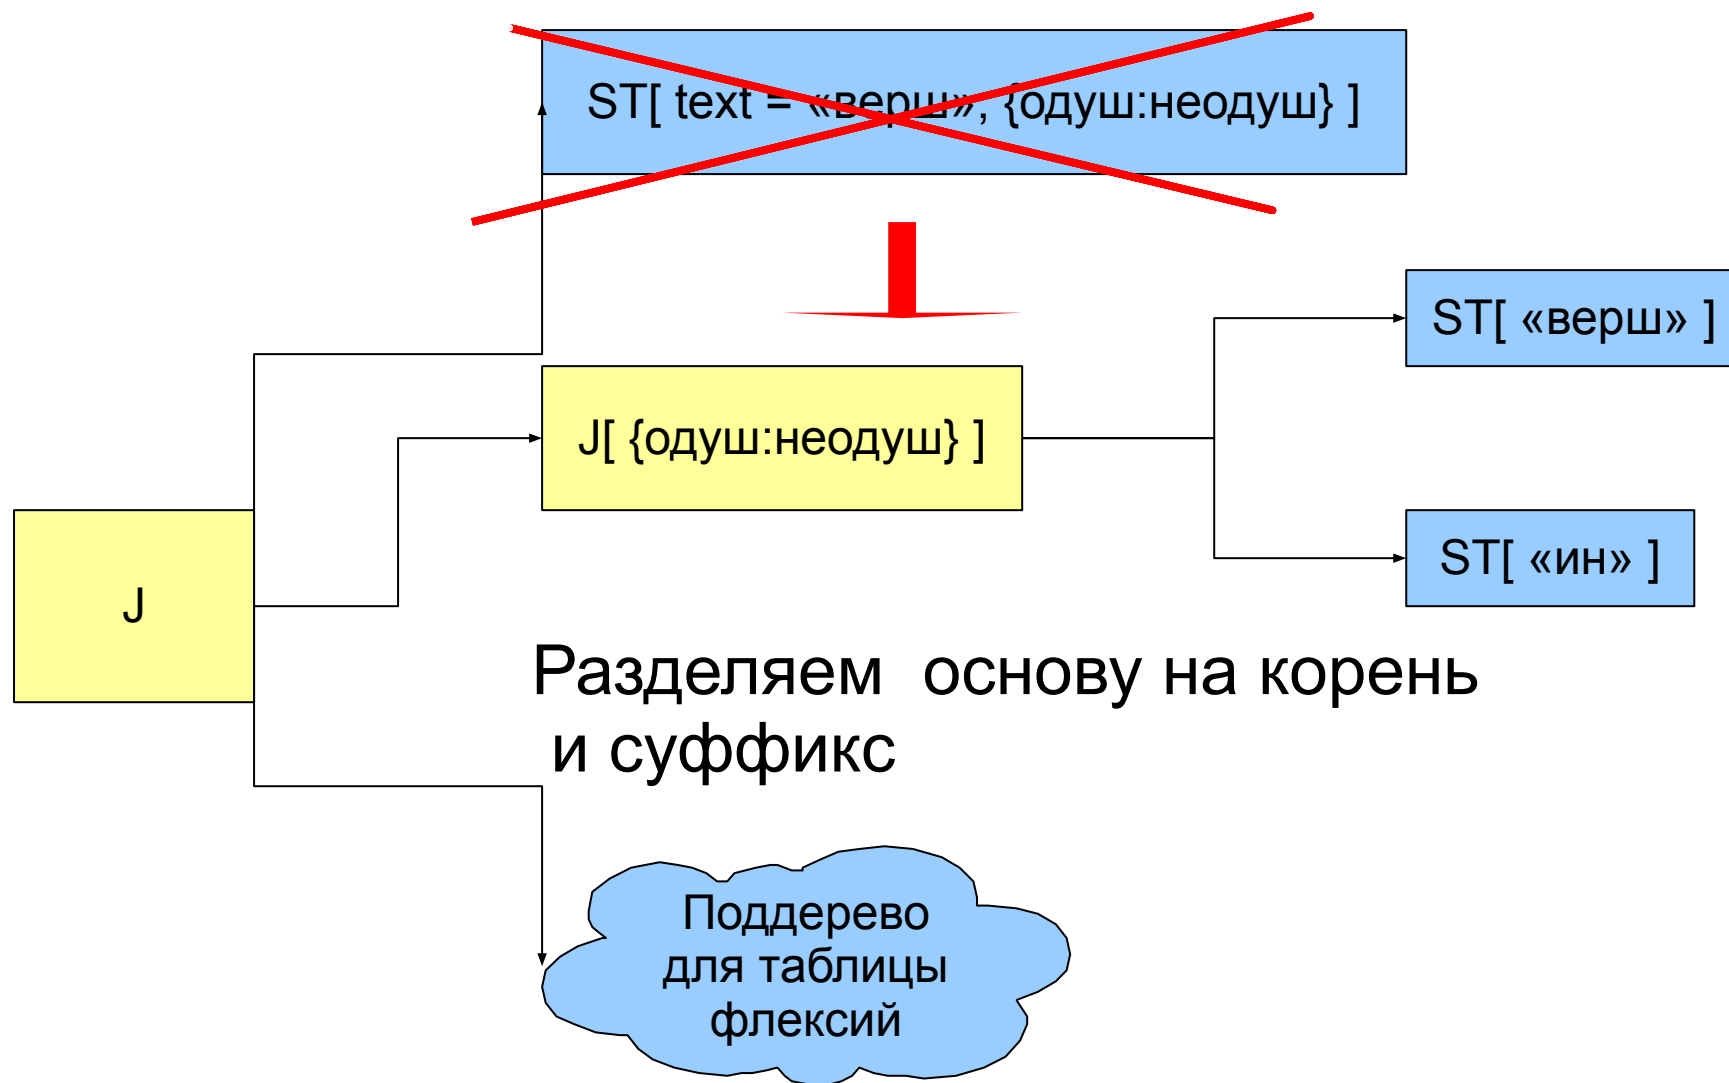 ST[ text = «верш», {одуш:неодуш} ]
ST[ «верш» ]
J[ {одуш:неодуш} ]
ST[ «ин» ]
J
Разделяем основу на корень
и суффикс
Поддерево
для таблицы
флексий